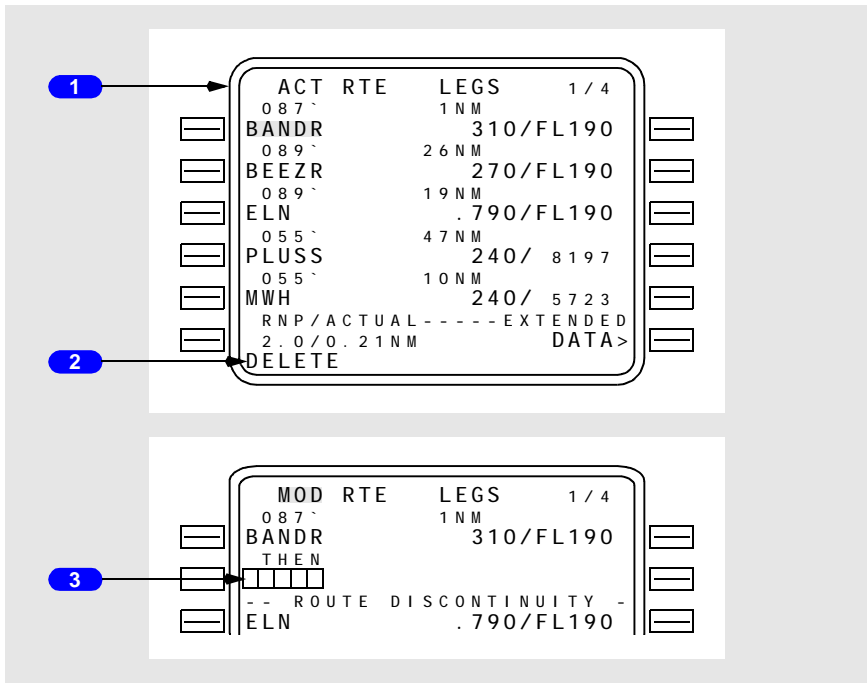 1
ACT RTE LEGS 1/4
087` 1NM
BANDR 310/FL190
089` 26NM
BEEZR 270/FL190
089` 19NM
ELN .790/FL190
055` 47NM
PLUSS 240/ 8197
055` 10NM
MWH 240/ 5723
RNP/ACTUAL-----EXTENDED
2.0/0.21NM DATA>
2
DELETE
MOD RTE LEGS 1/4
087` 1NM
BANDR 310/FL190
THEN
3
□□□□□
-- ROUTE DISCONTINUITY -
ELN .790/FL190